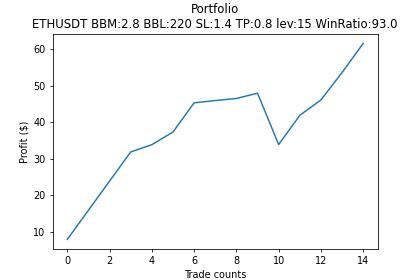 Portfolio
ETHUSDT BBM:2.8 BBL:220 SL:1.4 TP:0.8 lev:15 WinRatio:93.0
60
50
40
30
20
10
Profit ($)
0 2 4 6 8 10 12 14
Trade counts